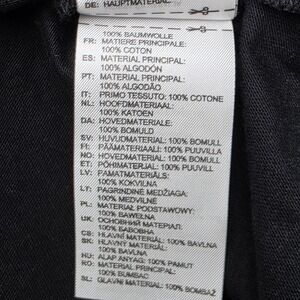 DE: HAUPTMATERIAL:
100% BAUMWOLLE
FR: MATIERE PRINCIPALE:
100% COTON
ES: MATERIAL PRINCIPAL:
100% ALGODÓN
PT: MATERIAL PRINCIPAL:
100% ALGODÃO
IT: PRIMO TESSUTO: 100% COTONE
NL: HOOFDMATERIAAL:
100% KATOEN
DA: HOVEDMATERIALE:
100% BOMULD
SV: HUVUDMATERIAL: 100% BOMULL
FI: PÄÄMATERIAALI: 100% PUUVILLA
NO: HOVEDMATERIALE: 100% BOMULL
ET: PÕHIMATERJAL: 100% PUUVILL
LV: PAMATMATERIĀLS:
100% KOKVILNA
LT: PAGRINDINĖ MEDŽIAGA:
100% MEDVILNĖ
PL: MATERIAŁ PODSTAWOWY:
100% BAWEŁNA
UK: ОСНОВНИЙ МАТЕРІАЛ:
100% БАВОВНА
CS: HLAVNÍ MATERIÁL: 100% BAVLNA
SK: HLAVNÝ MATERIÁL:
100% BAVLNA
HU: ALAP ANYAG: 100% PAMUT
RO: MATERIAL PRINCIPAL:
100% BUMBAC
SL: GLAVNI MATERIAL: 100% BOMBAŽ